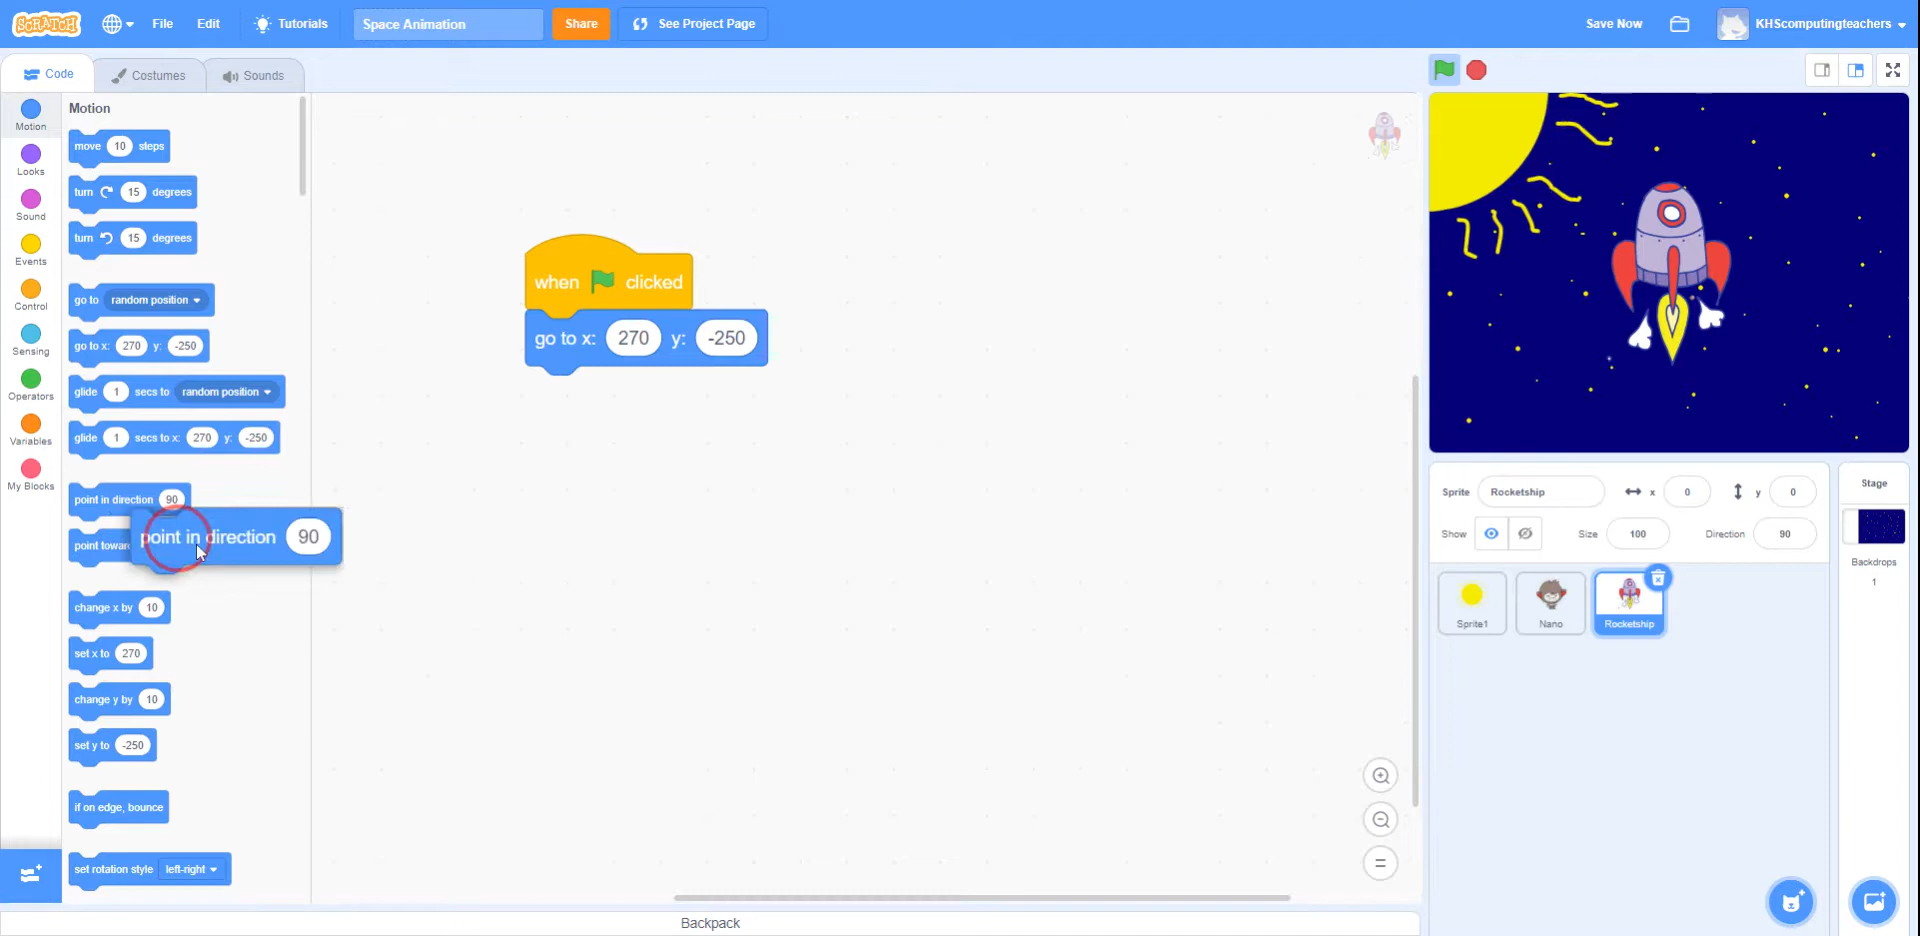 SCRATCH File Edit Tutorials Space Animation Share See Project Page Save Now KHScomputingteachers
Code Costumes Sounds
Motion
Looks
Sound
Events
Control
Sensing
Operators
Variables
My Blocks
Motion
move 10 steps
turn 15 degrees
turn 15 degrees
go to random position
go to x: 270 y: -250
glide 1 secs to random position
glide 1 secs to x: 270 y: -250
point in direction 90
point towar
point in direction 90
change x by 10
set x to 270
change y by 10
set y to -250
if on edge, bounce
set rotation style left-right
when clicked
go to x: 270 y: -250
Backpack
Sprite Rocketship x 0 y 0
Show Size 100 Direction 90
Sprite1 Nano Rocketship
Stage
Backdrops
1